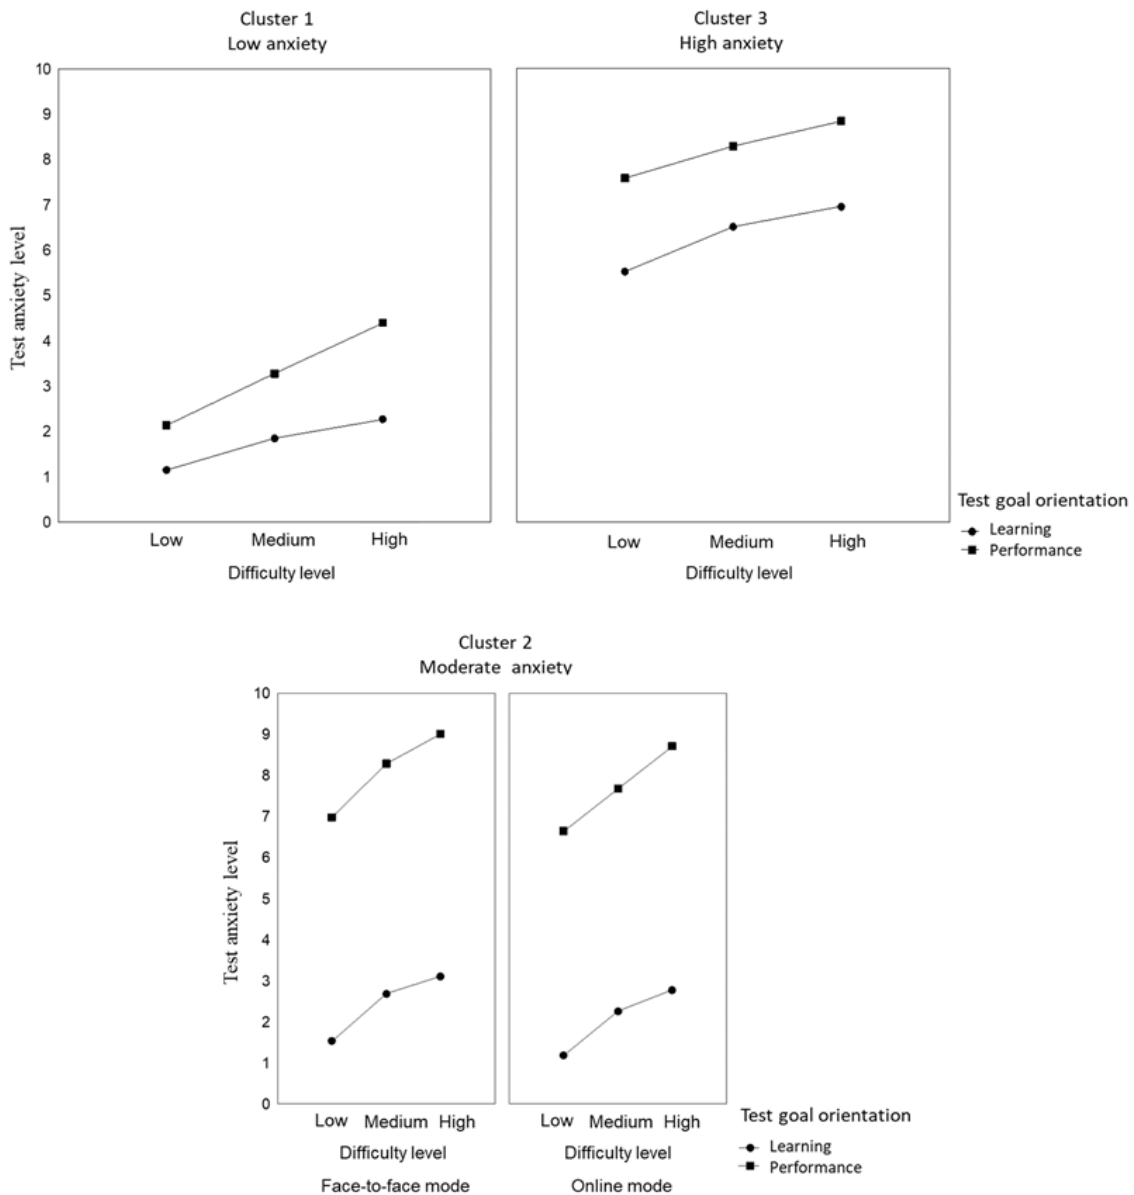 Cluster 1
Low anxiety
Cluster 3
High anxiety
10
9
8
7
6
5
4
3
2
1
0
Test anxiety level
Low Medium High
Difficulty level
Low Medium High
Difficulty level
Test goal orientation
Learning
Performance
Cluster 2
Moderate anxiety
10
9
8
7
6
5
4
3
2
1
0
Test anxiety level
Low Medium High
Difficulty level
Face-to-face mode
Low Medium High
Difficulty level
Online mode
Test goal orientation
Learning
Performance